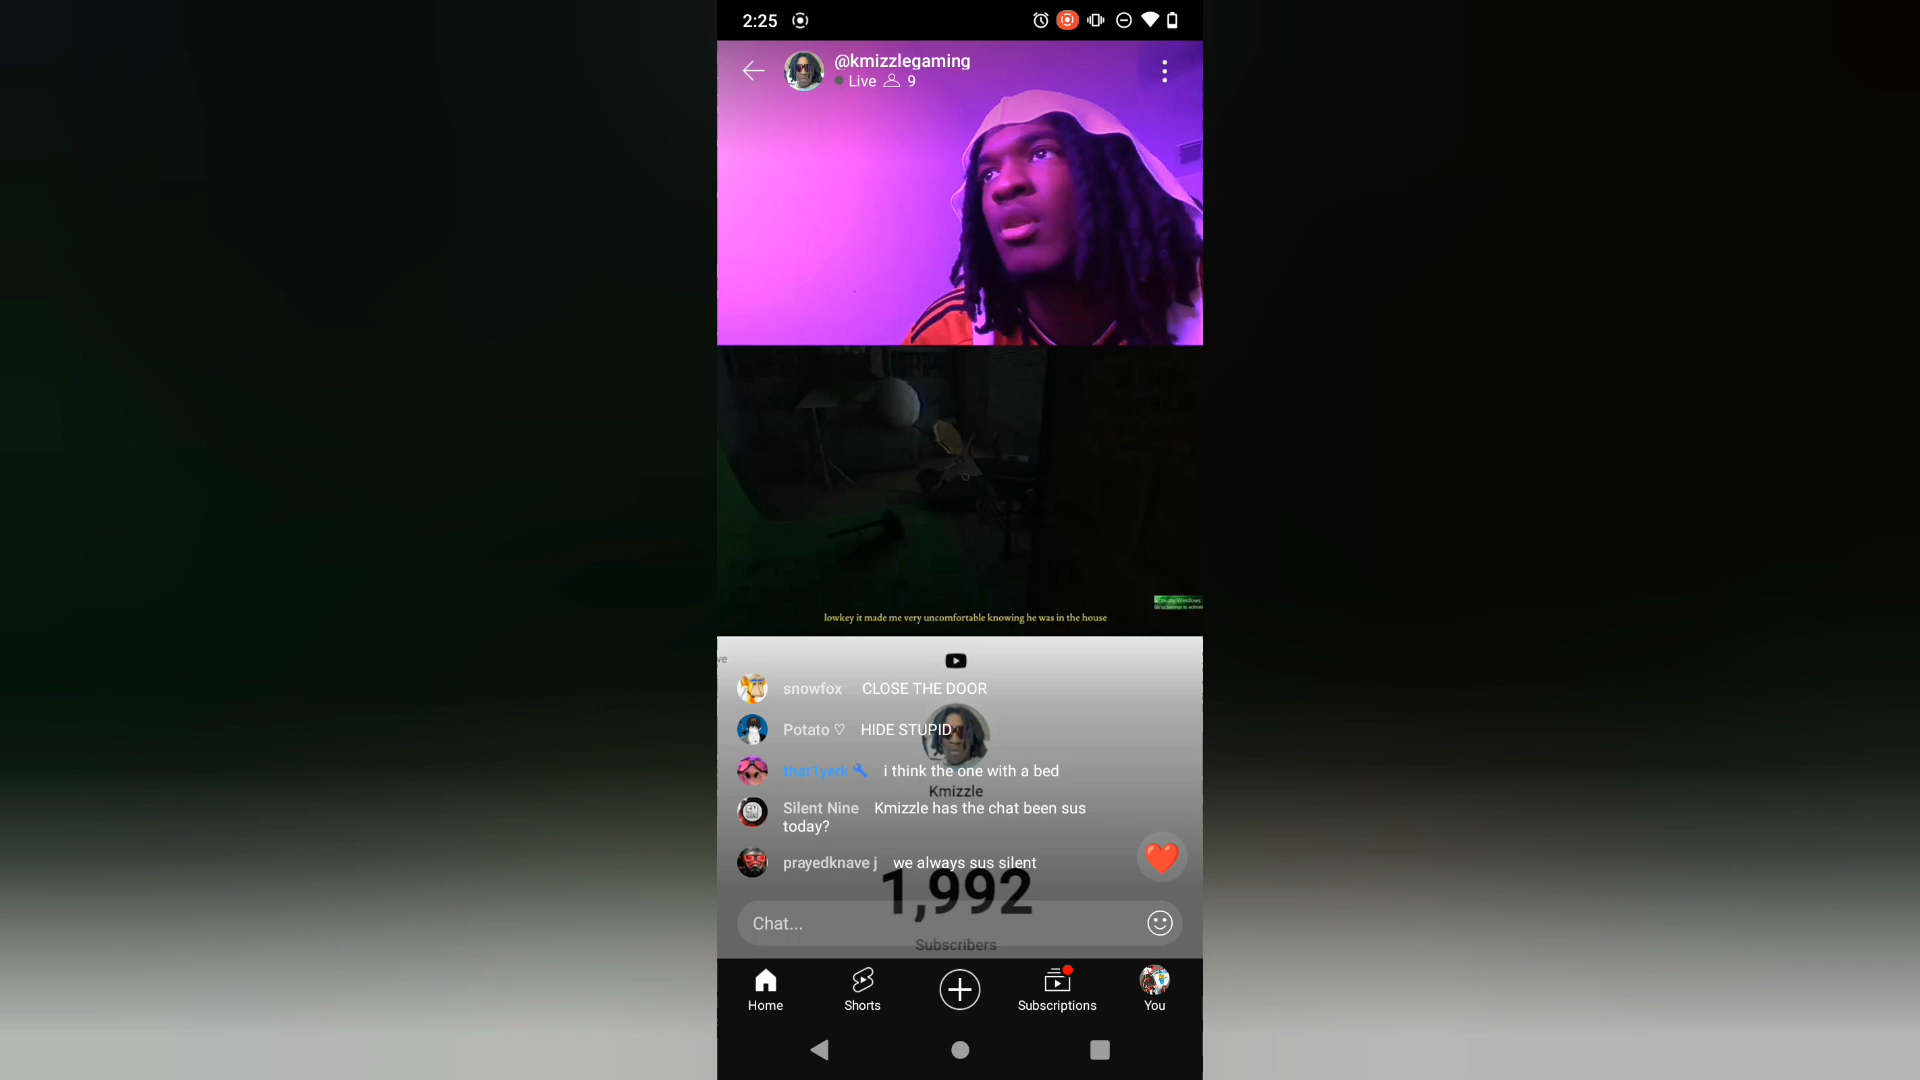 2:25
@kmizzlegaming
Live 9
lowkey it made me very uncomfortable knowing he was in the house
snowfox CLOSE THE DOOR
Potato ♡ HIDE STUPID
that1yerk i think the one with a bed
Kmizzle
Silent Nine Kmizzle has the chat been sus
today?
prayedknave j we always sus silent
1,992
Chat...
Subscribers
Home Shorts Subscriptions You